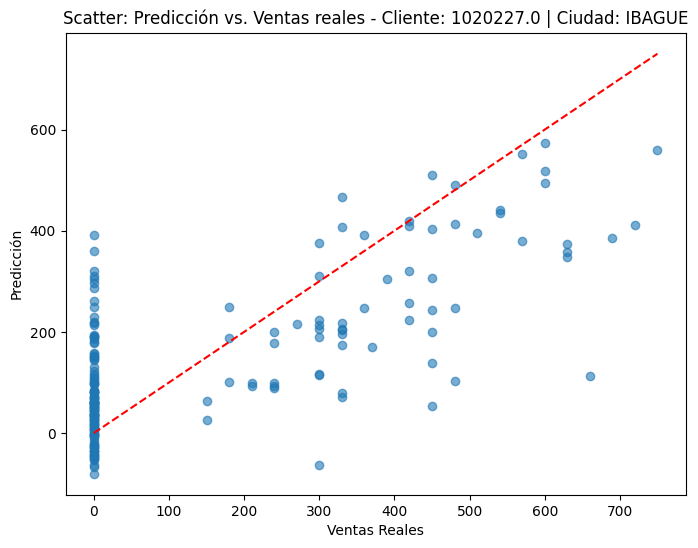 Scatter: Predicción vs. Ventas reales - Cliente: 1020227.0 | Ciudad: IBAGUE
600
400
200
0
Predicción
0 100 200 300 400 500 600 700
Ventas Reales